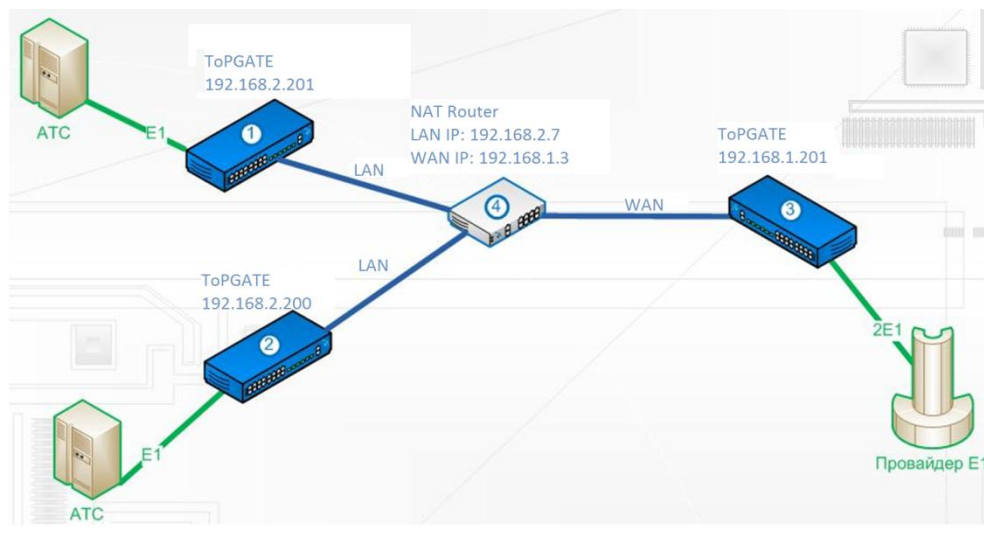 ToPGATE
192.168.2.201
АТС
E1
1
LAN
NAT Router
LAN IP: 192.168.2.7
WAN IP: 192.168.1.3
4
WAN
ToPGATE
192.168.1.201
3
LAN
ToPGATE
192.168.2.200
2
E1
АТС
2E1
Провайдер E1